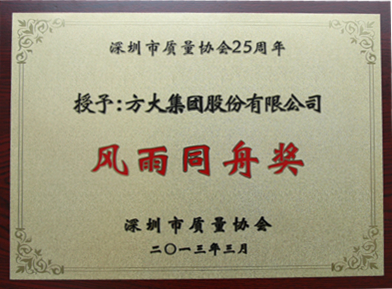 深圳市质量协会25周年
授予:方大集团股份有限公司
风雨同舟奖
深圳市质量协会
二〇一三年三月